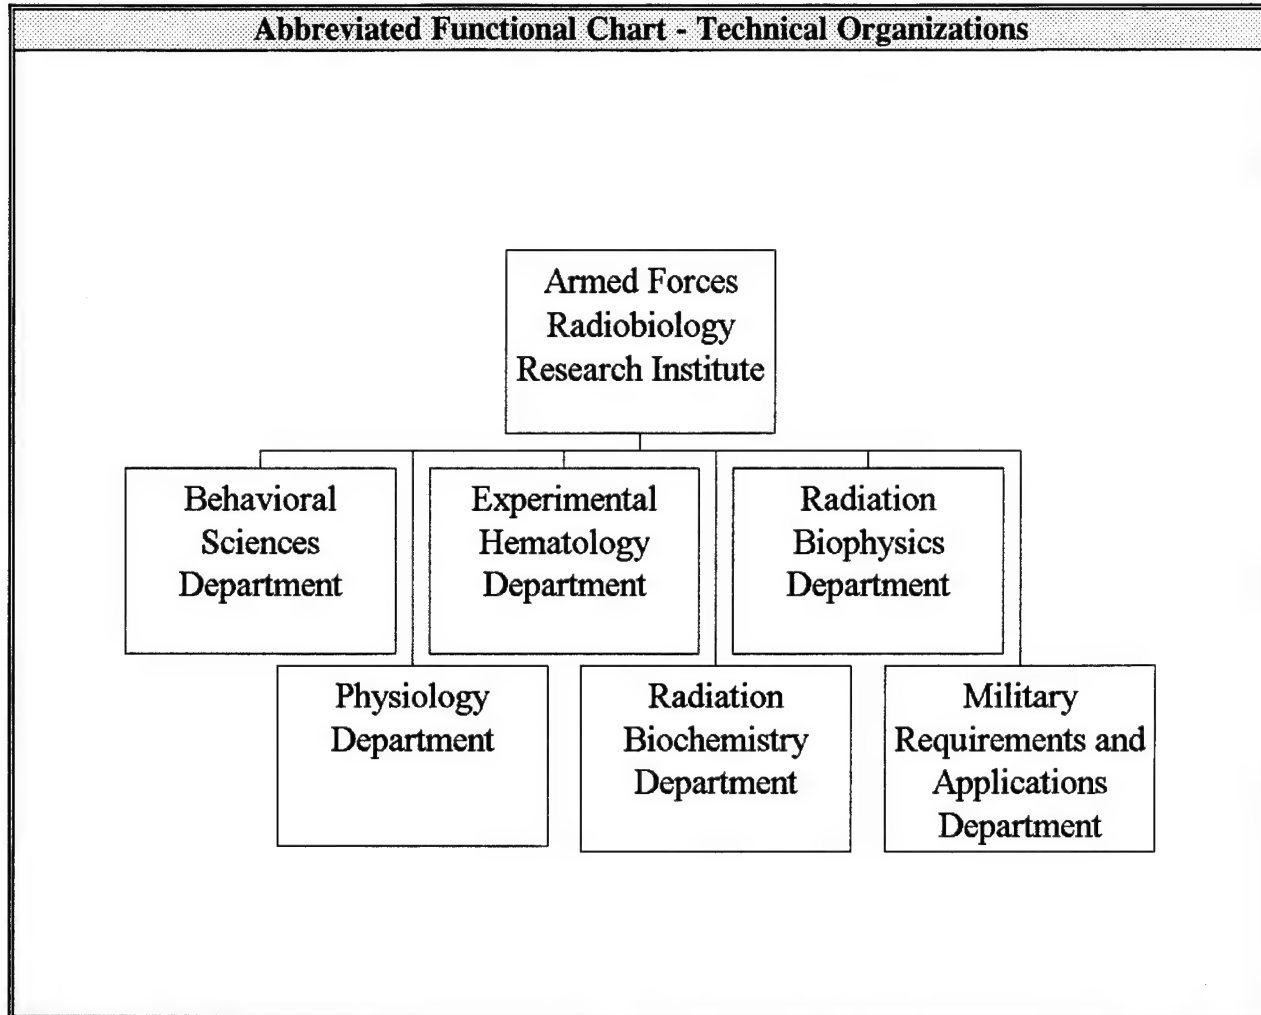 Abbreviated Functional Chart - Technical Organizations
Armed Forces
Radiobiology
Research Institute
Behavioral
Sciences
Department
Experimental
Hematology
Department
Radiation
Biophysics
Department
Physiology
Department
Radiation
Biochemistry
Department
Military
Requirements and
Applications
Department